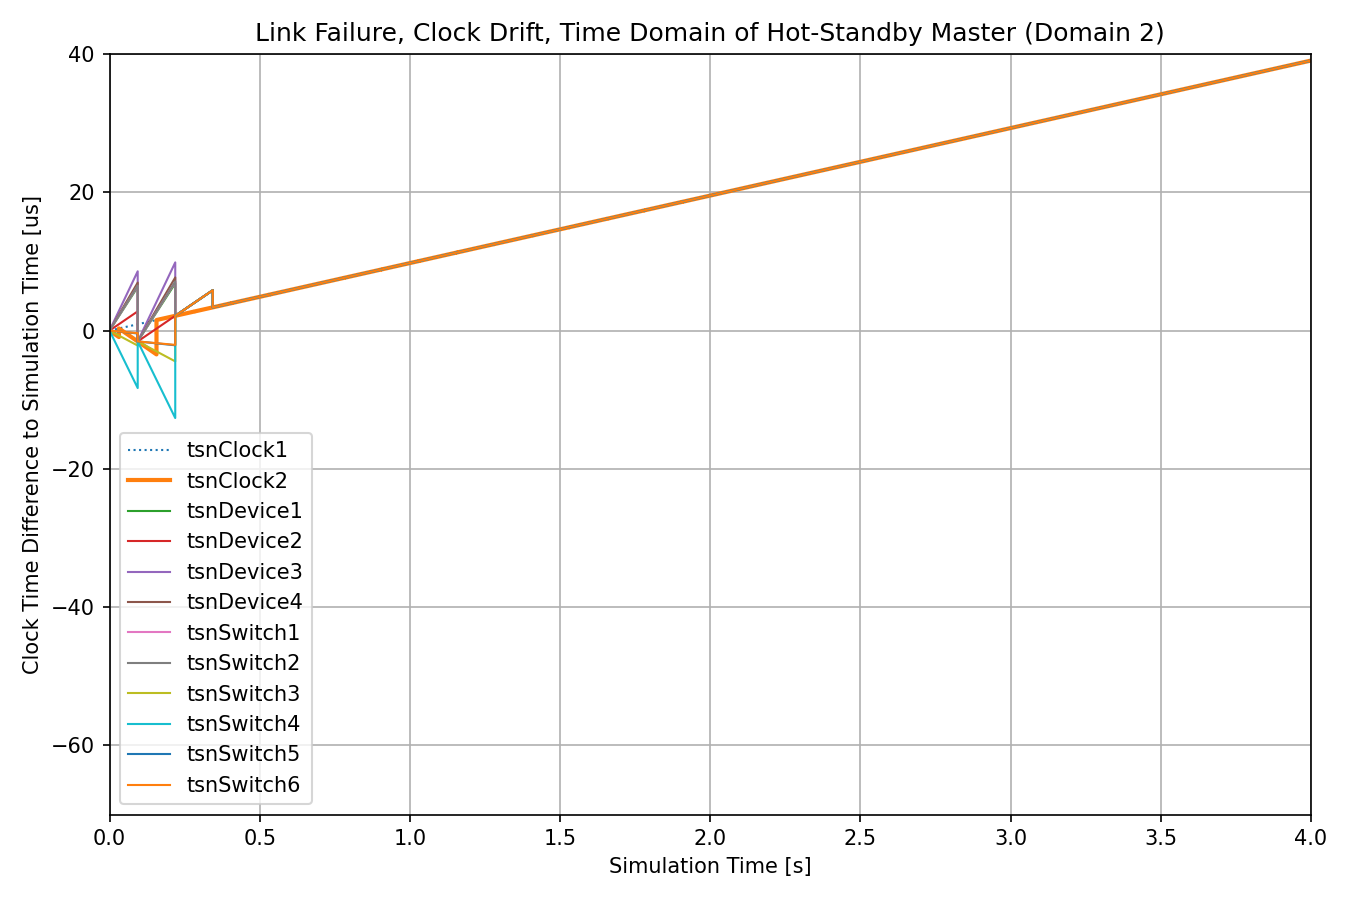 Link Failure, Clock Drift, Time Domain of Hot-Standby Master (Domain 2)
Clock Time Difference to Simulation Time [us]
40
20
0
−20
−40
−60
tsnClock1
tsnClock2
tsnDevice1
tsnDevice2
tsnDevice3
tsnDevice4
tsnSwitch1
tsnSwitch2
tsnSwitch3
tsnSwitch4
tsnSwitch5
tsnSwitch6
0.0 0.5 1.0 1.5 2.0 2.5 3.0 3.5 4.0
Simulation Time [s]